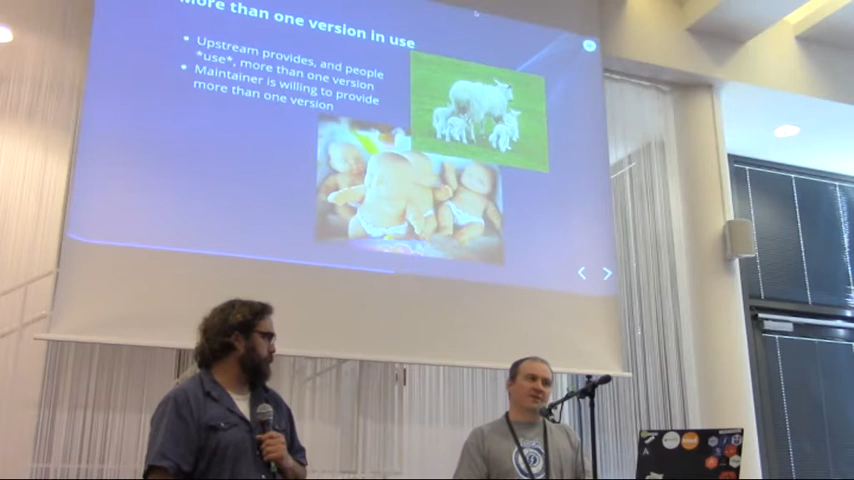 More than one version in use
• Upstream provides, and people
*use*, more than one version
• Maintainer is willing to provide
more than one version